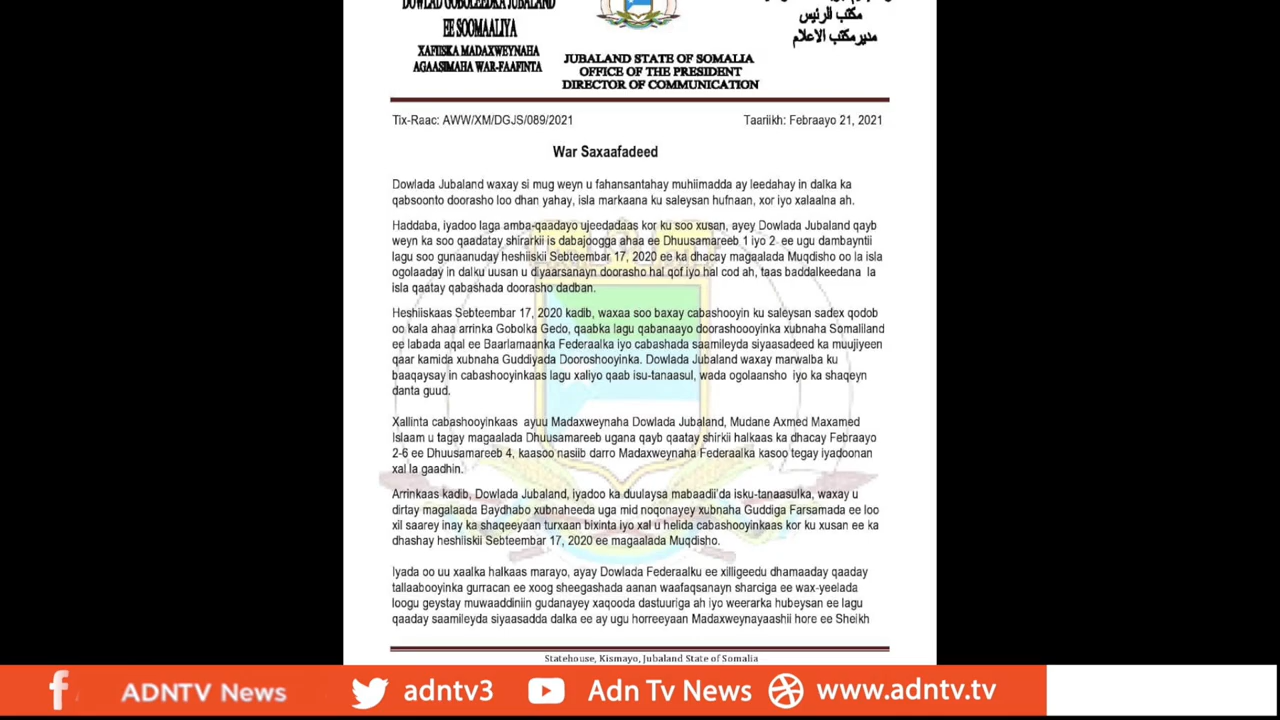 DOWLAD GOBOLEEDKA JUBALAND
EE SOOMAALIYA
XAFIISKA MADAXWEYNAHA
AGAASIMAHA WAR-FAAFINTA
JUBALAND STATE OF SOMALIA
OFFICE OF THE PRESIDENT
DIRECTOR OF COMMUNICATION
مكتب الرئيس
مدير مكتب الاعلام
Tix-Raac: AWW/XM/DGJS/089/2021
Taariikh: Febraayo 21, 2021
War Saxaafadeed
Dowlada Jubaland waxay si mug weyn u fahansantahay muhiimadda ay leedahay in dalka ka
qabsoonto doorasho loo dhan yahay, isla markaana ku saleysan hufnaan, xor iyo xalaalna ah.
Haddaba, iyadoo laga amba-qaadayo ujeedadaas kor ku soo xusan, ayey Dowlada Jubaland qayb
weyn ka soo qaadatay shirarkii is dabajoogga ahaa ee Dhuusamareeb 1 iyo 2 ee ugu dambayntii
lagu soo gunaanuday heshiiskii Sebteembar 17, 2020 ee ka dhacay magaalada Muqdisho oo la isla
ogolaaday in dalku uusan u diyaarsanayn doorasho hal qof iyo hal cod ah, taas baddalkeedana la
isla qaatay qabashada doorasho dadban.
Heshiiskaas Sebteembar 17, 2020 kadib, waxaa soo baxay cabashooyin ku saleysan sadex qodob
oo kala ahaa arrinka Gobolka Gedo, qaabka lagu qabanaayo doorashoooyinka xubnaha Somaliland
ee labada aqal ee Baarlamaanka Federaalka iyo cabashada saamileyda siyaasadeed ka muujiyeen
qaar kamida xubnaha Guddiyada Dooroshooyinka. Dowlada Jubaland waxay marwalba ku
baaqaysay in cabashooyinkaas lagu xaliyo qaab isu-tanaasul, wada ogolaansho iyo ka shaqeyn
danta guud.
Xallinta cabashooyinkaas ayuu Madaxweynaha Dowlada Jubaland, Mudane Axmed Maxamed
Islaam u tagay magaalada Dhuusamareeb ugana qayb qaatay shirkii halkaas ka dhacay Febraayo
2-6 ee Dhuusamareeb 4, kaasoo nasiib darro Madaxweynaha Federaalka kasoo tegay iyadoonan
xal la gaadhin.
Arrinkaas kadib, Dowlada Jubaland, iyadoo ka duulaysa mabaadii'da isku-tanaasulka, waxay u
dirtay magalaada Baydhabo xubnaheeda uga mid noqonayey xubnaha Guddiga Farsamada ee loo
xil saarey inay ka shaqeeyaan turxaan bixinta iyo xal u helida cabashooyinkaas kor ku xusan ee ka
dhashay heshiiskii Sebteembar 17, 2020 ee magaalada Muqdisho.
Iyada oo uu xaalka halkaas marayo, ayay Dowlada Federaalku ee xilligeedu dhamaaday qaaday
tallaabooyinka gurracan ee xoog sheegashada aanan waafaqsanayn sharciga ee wax-yeelada
loogu geystay muwaaddiniin gudanayey xaqooda dastuuriga ah iyo weerarka hubeysan ee lagu
qaaday saamileyda siyaasadda dalka ee ay ugu horreeyaan Madaxweynayaashii hore ee Sheikh
Statehouse, Kismayo, Jubaland State of Somalia
ADNTV News
adntv3
Adn Tv News
www.adntv.tv